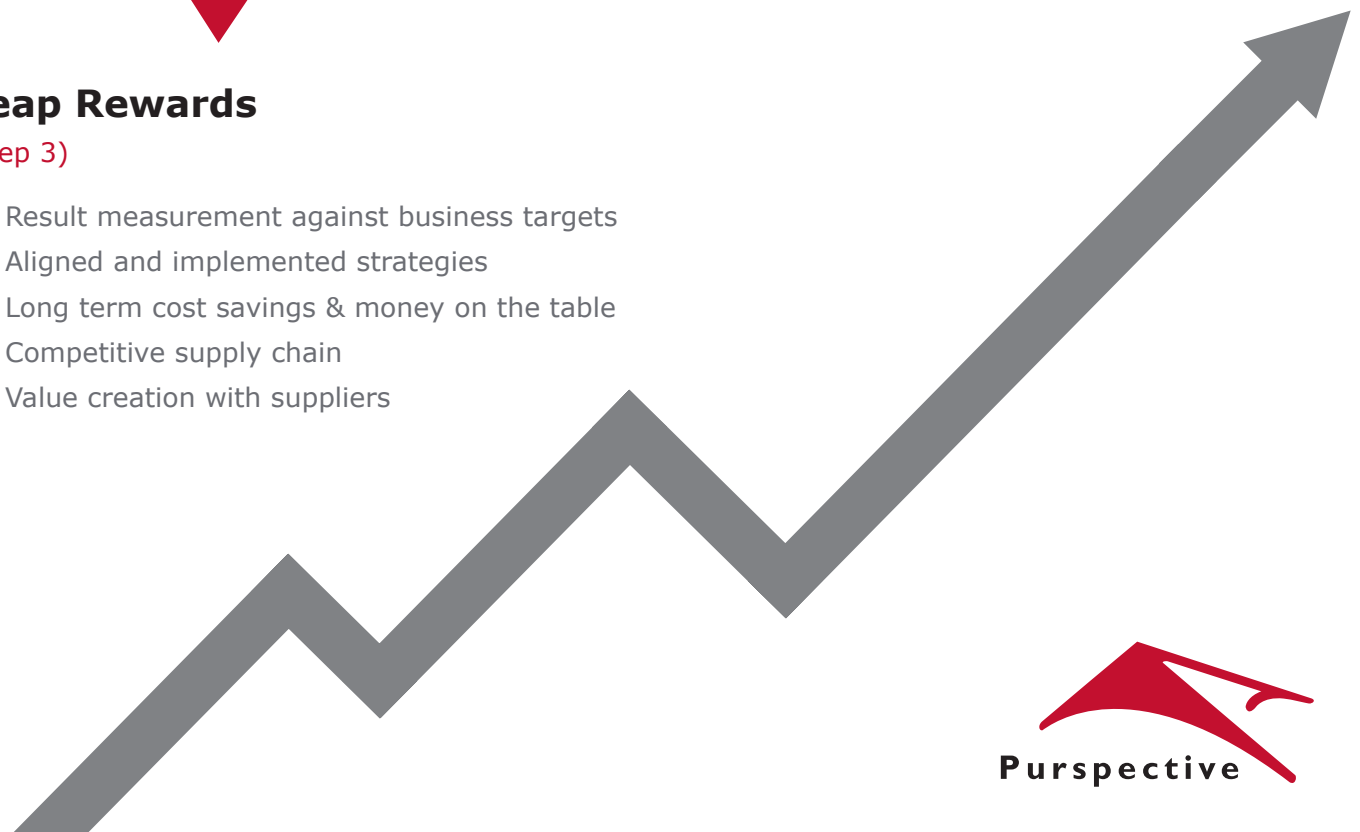 eap Rewards
ep 3)
Result measurement against business targets
Aligned and implemented strategies
Long term cost savings & money on the table
Competitive supply chain
Value creation with suppliers
Purspective